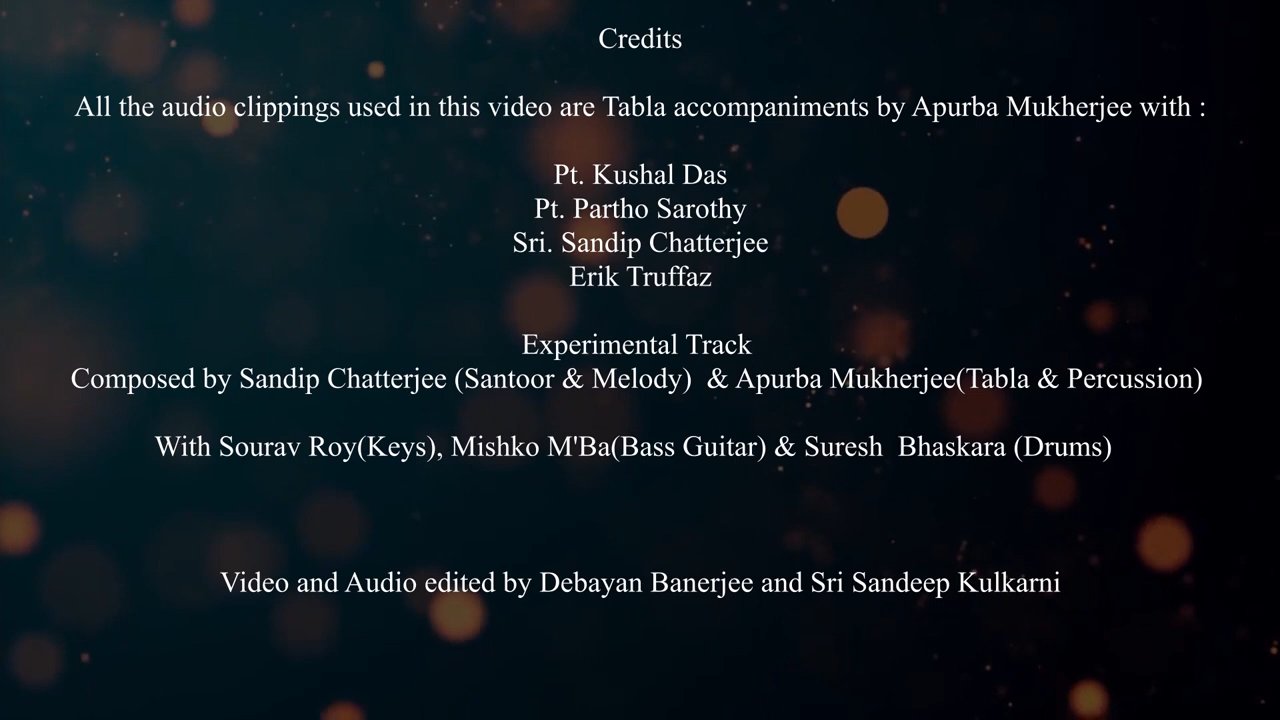 Credits
All the audio clippings used in this video are Tabla accompaniments by Apurba Mukherjee with :
Pt. Kushal Das
Pt. Partho Sarothy
Sri. Sandip Chatterjee
Erik Truffaz
Experimental Track
Composed by Sandip Chatterjee (Santoor & Melody)  & Apurba Mukherjee(Tabla & Percussion)
With Sourav Roy(Keys), Mishko M'Ba(Bass Guitar) & Suresh  Bhaskara (Drums)
Video and Audio edited by Debayan Banerjee and Sri Sandeep Kulkarni